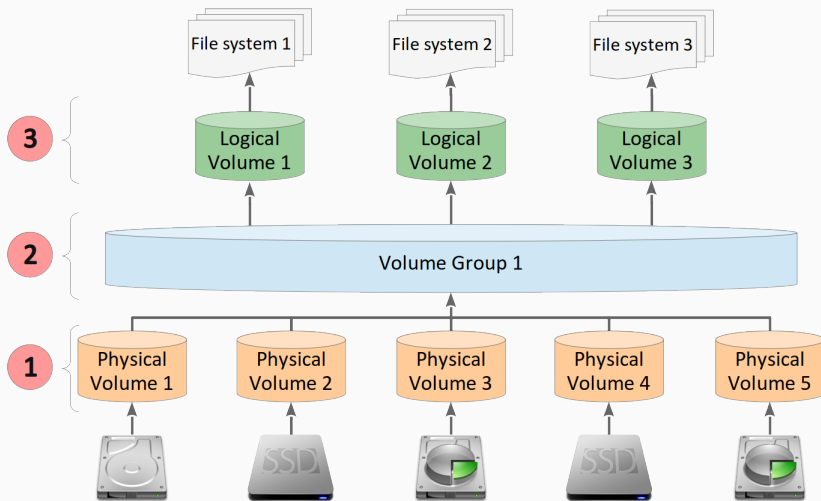 File system 1
File system 2
File system 3
3
Logical
Volume 1
Logical
Volume 2
Logical
Volume 3
2
Volume Group 1
1
Physical
Volume 1
Physical
Volume 2
Physical
Volume 3
Physical
Volume 4
Physical
Volume 5
SSD
SSD